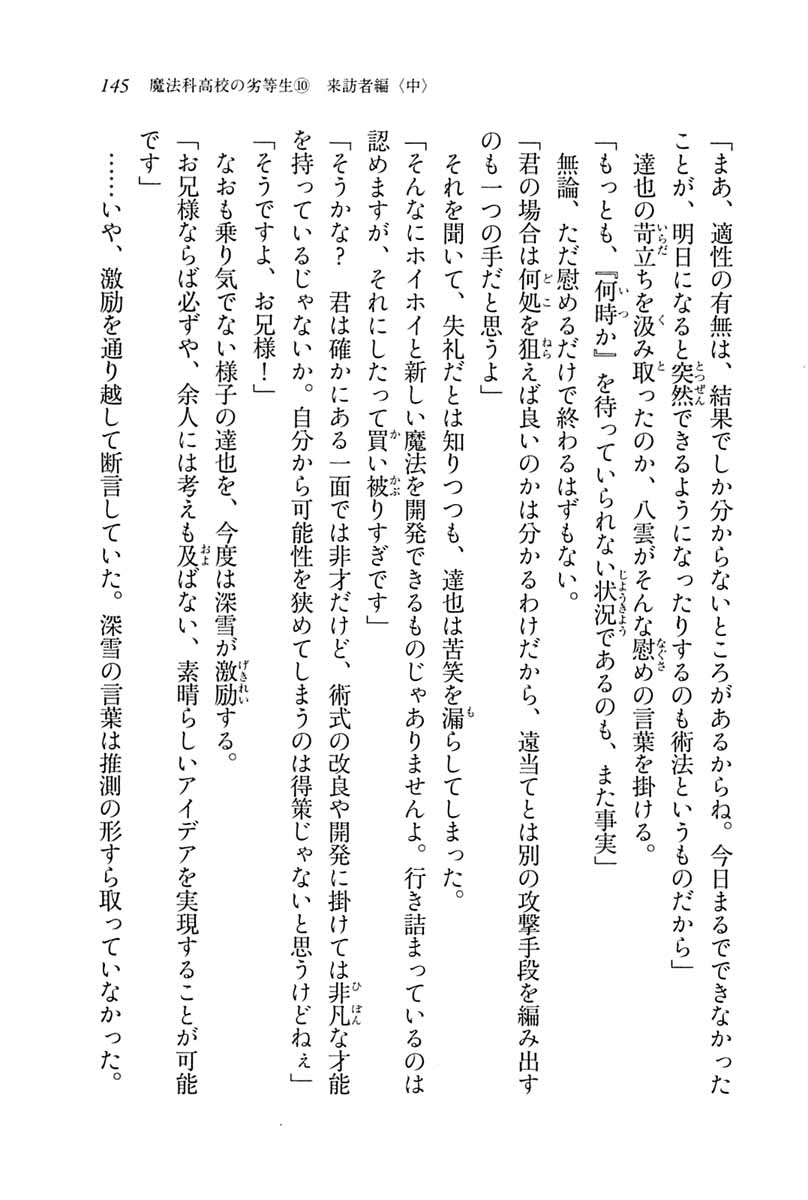 145　魔法科高校の劣等生⑩　来訪者編〈中〉
「まあ、適性の有無は、結果でしか分からないところがあるからね。今日まるでできなかった
ことが、明日になると突然できるようになったりするのも術法というものだから」
達也の苛立ちを汲み取ったのか、八雲がそんな慰めの言葉を掛ける。
「もっとも、『何時か』を待っていられない状況であるのも、また事実」
無論、ただ慰めるだけで終わるはずもない。
「君の場合は何処を狙えば良いのかは分かるわけだから、遠当てとは別の攻撃手段を編み出す
のも一つの手だと思うよ」
それを聞いて、失礼だとは知りつつも、達也は苦笑を漏らしてしまった。
「そんなにホイホイと新しい魔法を開発できるものじゃありませんよ。行き詰まっているのは
認めますが、それにしたって買い被りすぎです」
「そうかな？　君は確かにある一面では非才だけど、術式の改良や開発に掛けては非凡な才能
を持っているじゃないか。自分から可能性を狭めてしまうのは得策じゃないと思うけどねぇ」
「そうですよ、お兄様！」
なおも乗り気でない様子の達也を、今度は深雪が激励する。
「お兄様ならば必ずや、余人には考えも及ばない、素晴らしいアイデアを実現することが可能
です」
……いや、激励を通り越して断言していた。深雪の言葉は推測の形すら取っていなかった。